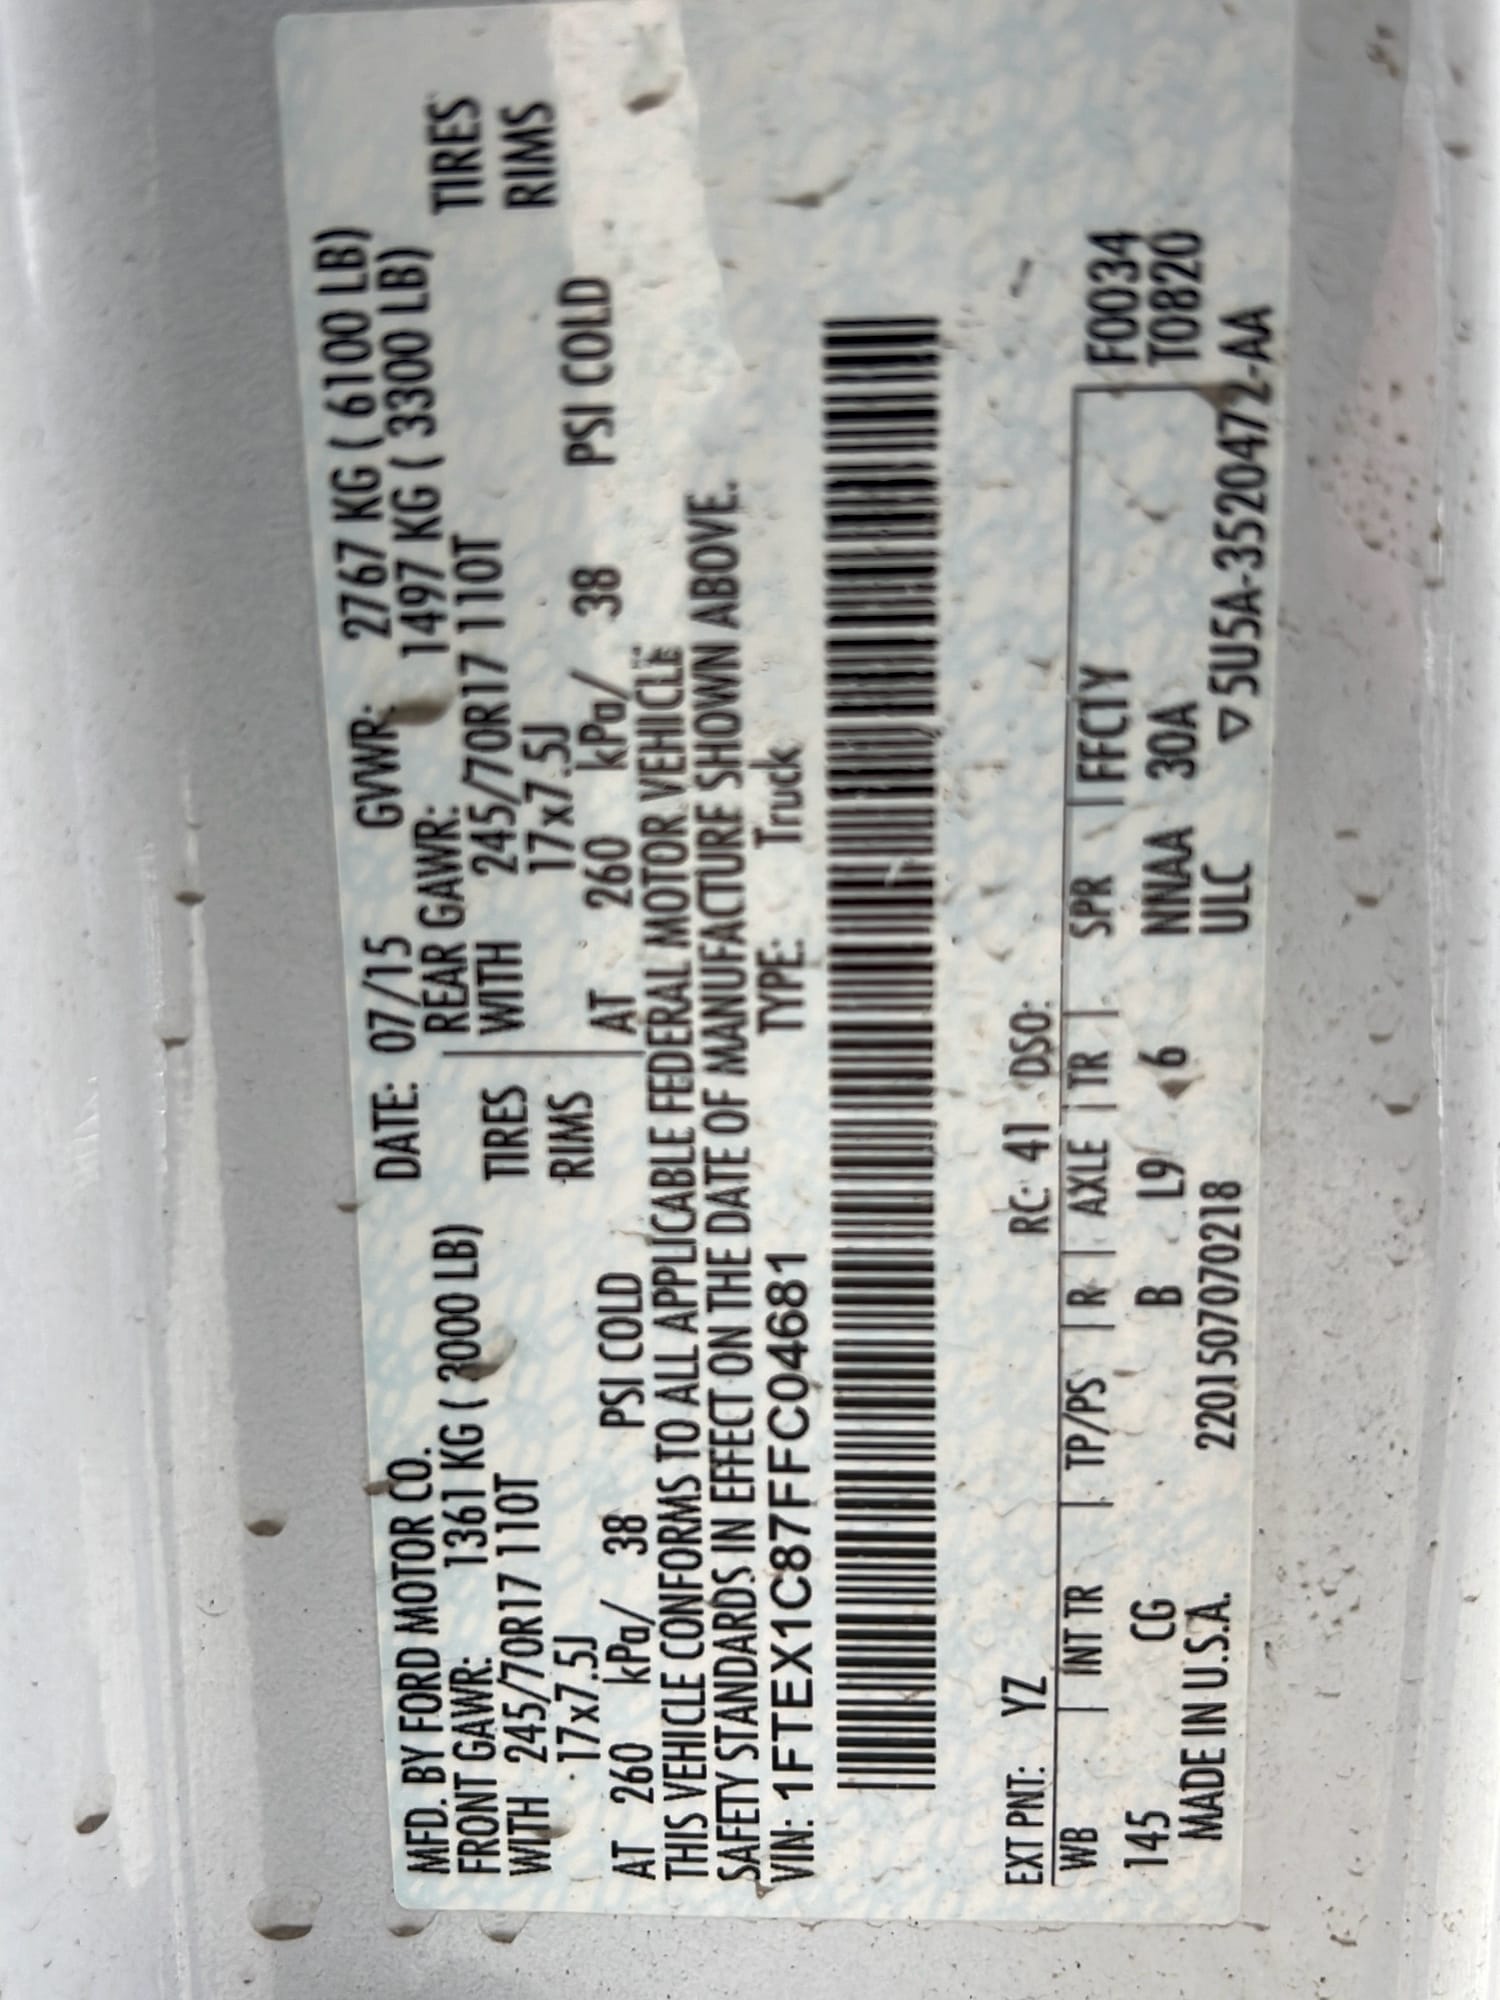 MFD. BY FORD MOTOR CO. DATE: 07/15 GVWR: 2767 KG ( 6100 LB)
FRONT GAWR: 1361 KG ( 3000 LB) REAR GAWR: 1497 KG ( 3300 LB)
WITH 245/70R17 110T TIRES WITH 245/70R17 110T TIRES
17x7.5J RIMS 17x7.5J RIMS
AT 260 kPa/ 38 PSI COLD AT 260 kPa/ 38 PSI COLD
THIS VEHICLE CONFORMS TO ALL APPLICABLE FEDERAL MOTOR VEHICLE
SAFETY STANDARDS IN EFFECT ON THE DATE OF MANUFACTURE SHOWN ABOVE.
VIN: 1FTEX1C87FFC04681 TYPE: Truck
EXT PNT: YZ RC: 41 DSO:
WB | INT TR | TP/PS | R | AXLE | TR | SPR | FFCTY F0034
145 CG B L9 6 NNAA 30A T0820
MADE IN U.S.A. 2201507070218 ULC ▽5U5A-3520472-AA